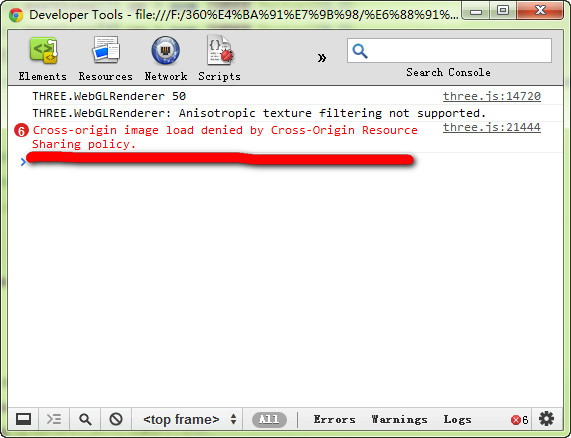 Developer Tools - file:///F:/360%E4%BA%91%E7%9B%98/%E6%88%91%...
Elements Resources Network Scripts » Search Console
THREE.WebGLRenderer 50 three.js:14720
THREE.WebGLRenderer: Anisotropic texture filtering not supported.
6 Cross-origin image load denied by Cross-Origin Resource three.js:21444
Sharing policy.
>
<top frame> All Errors Warnings Logs 6